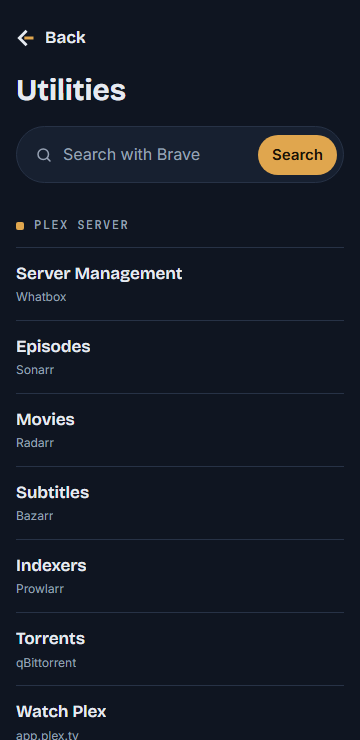 Back
Utilities
Search with Brave
Search
PLEX SERVER
Server Management
Whatbox
Episodes
Sonarr
Movies
Radarr
Subtitles
Bazarr
Indexers
Prowlarr
Torrents
qBittorrent
Watch Plex
app.plex.tv